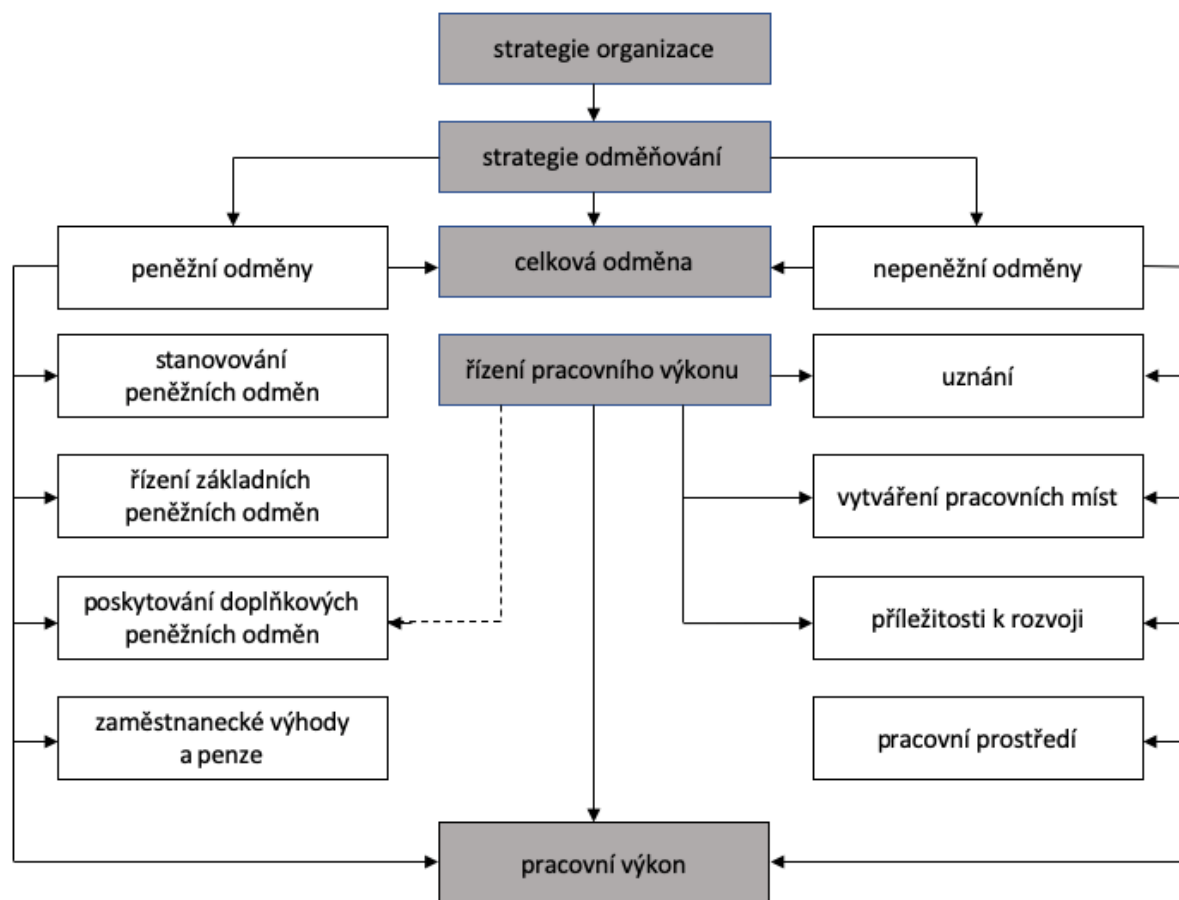 strategie organizace
strategie odměňování
peněžní odměny
celková odměna
nepeněžní odměny
stanovování
peněžních odměn
řízení pracovního výkonu
uznání
řízení základních
peněžních odměn
vytváření pracovních míst
poskytování doplňkových
peněžních odměn
příležitosti k rozvoji
zaměstnanecké výhody
a penze
pracovní prostředí
pracovní výkon